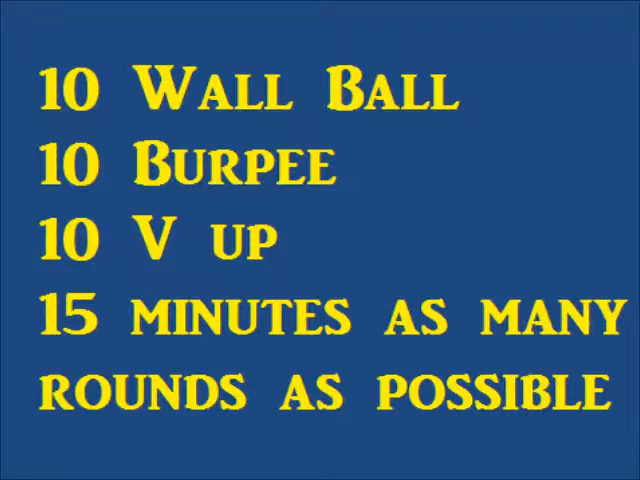 10 Wall Ball
10 Burpee
10 V up
15 minutes as many
rounds as possible